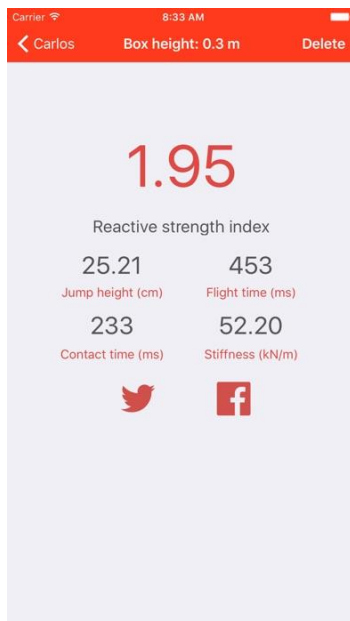 Carrier 8:33 AM
Carlos Box height: 0.3 m Delete
1.95
Reactive strength index
25.21 453
Jump height (cm) Flight time (ms)
233 52.20
Contact time (ms) Stiffness (kN/m)